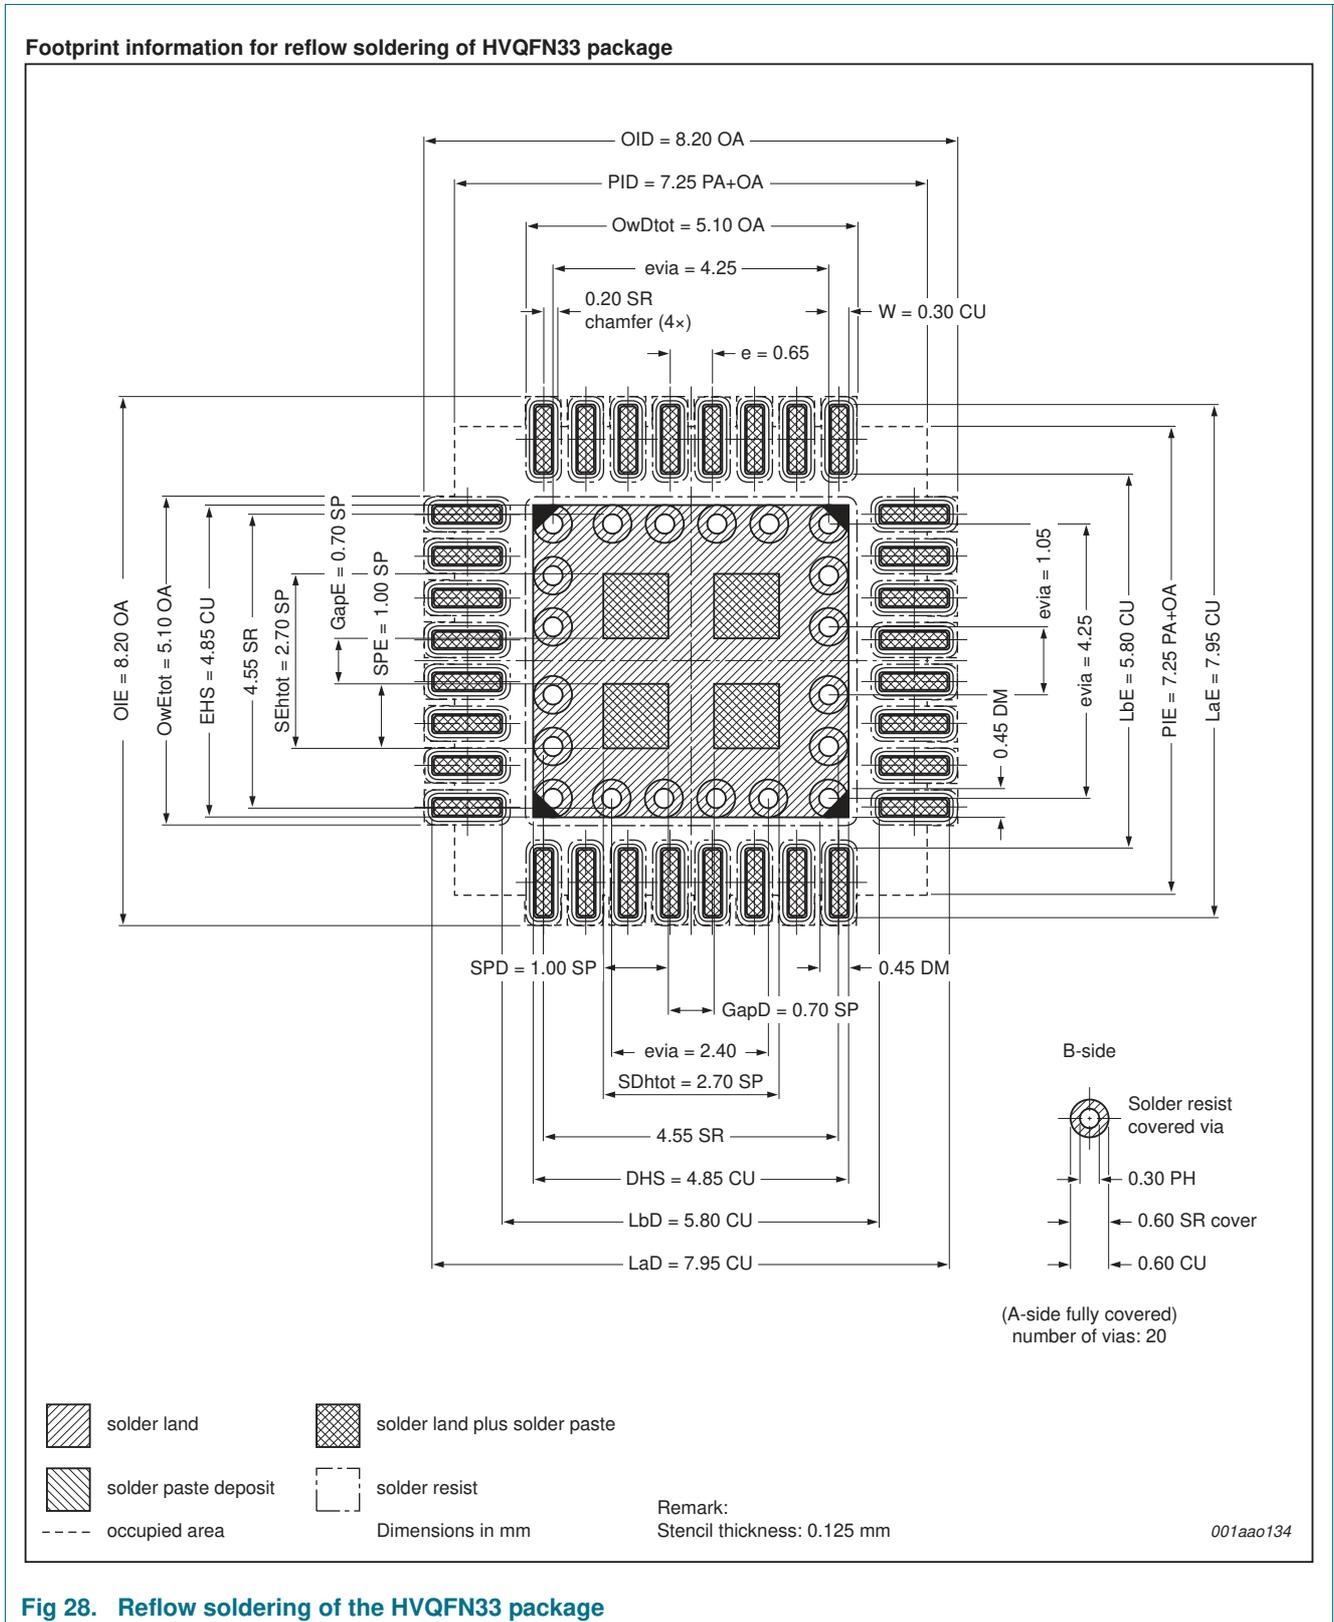 Footprint information for reflow soldering of HVQFN33 package
OID = 8.20 OA
PID = 7.25 PA+OA
OwDtot = 5.10 OA
evia = 4.25
0.20 SR
chamfer (4×)
W = 0.30 CU
e = 0.65
OIE = 8.20 OA
OwEtot = 5.10 OA
EHS = 4.85 CU
4.55 SR
SEhtot = 2.70 SP
GapE = 0.70 SP
SPE = 1.00 SP
0.45 DM
evia = 1.05
evia = 4.25
LbE = 5.80 CU
PIE = 7.25 PA+OA
LaE = 7.95 CU
SPD = 1.00 SP
0.45 DM
GapD = 0.70 SP
evia = 2.40
SDhtot = 2.70 SP
4.55 SR
DHS = 4.85 CU
LbD = 5.80 CU
LaD = 7.95 CU
B-side
Solder resist
covered via
0.30 PH
0.60 SR cover
0.60 CU
(A-side fully covered)
number of vias: 20
solder land
solder land plus solder paste
solder paste deposit
solder resist
occupied area
Dimensions in mm
Remark:
Stencil thickness: 0.125 mm
001aao134
Fig 28. Reflow soldering of the HVQFN33 package